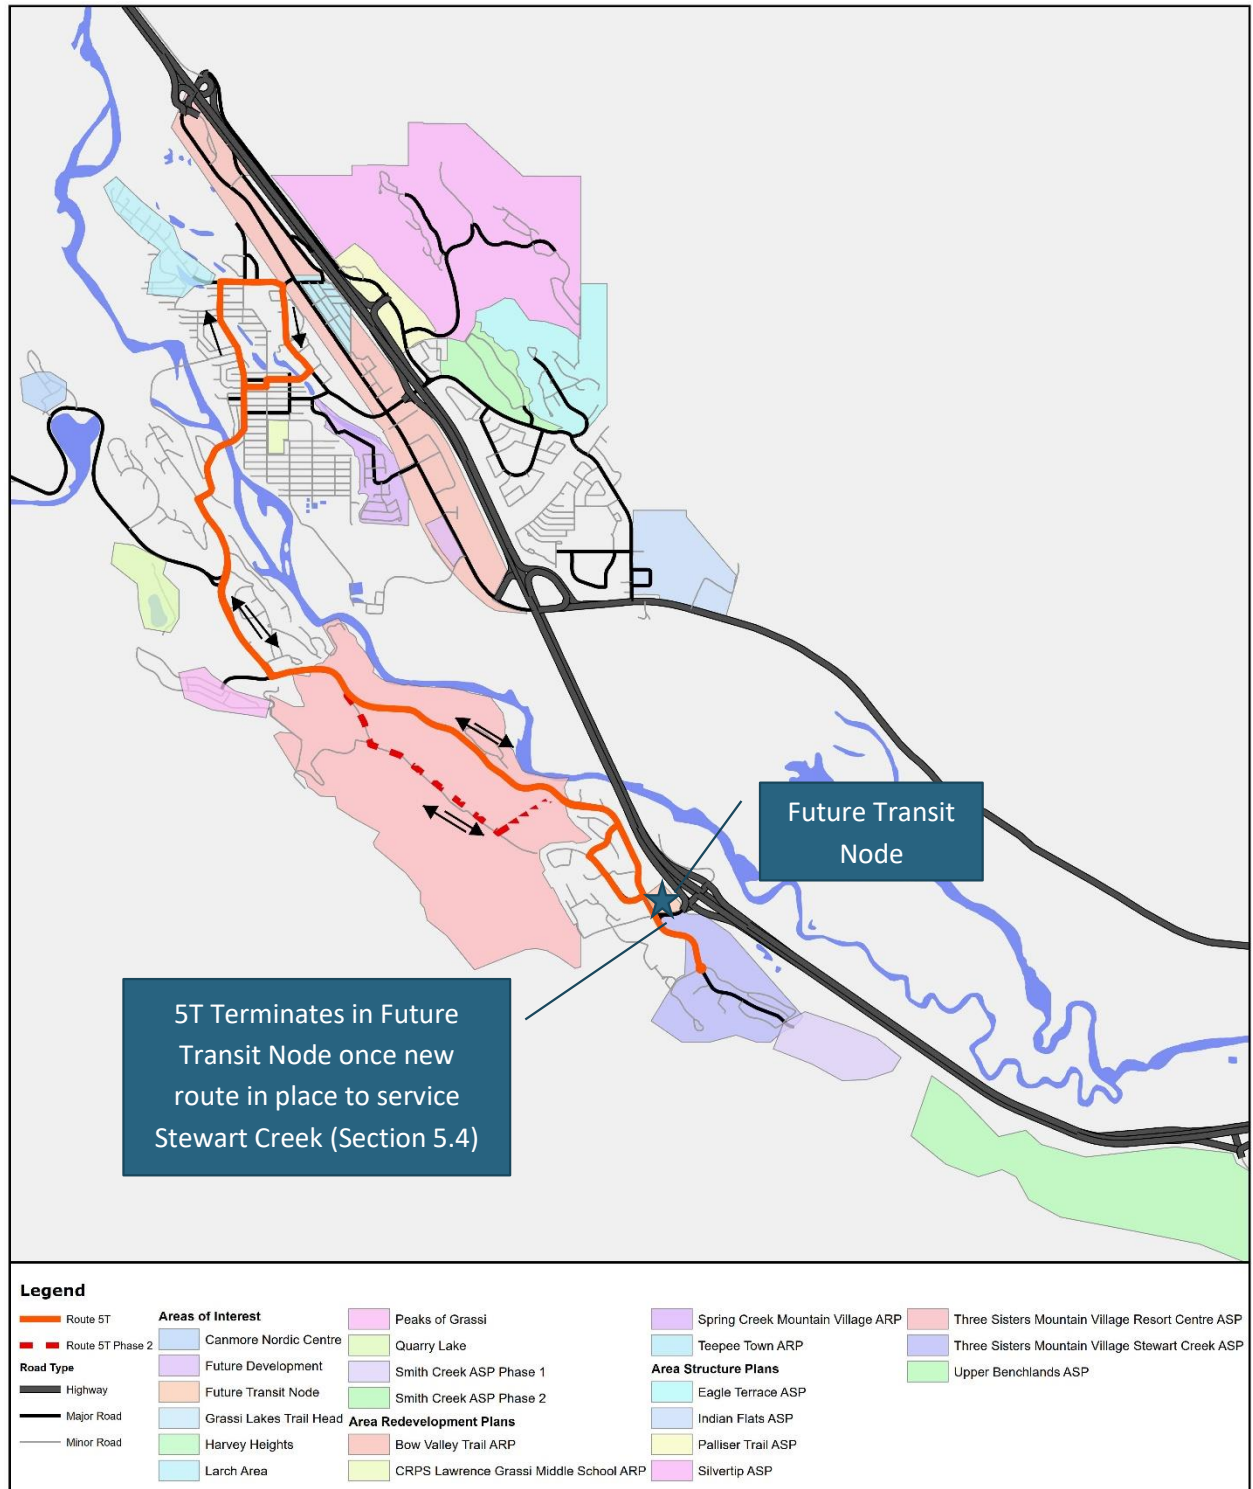 Future Transit
Node
5T Terminates in Future
Transit Node once new
route in place to service
Stewart Creek (Section 5.4)
Legend
Route 5T
Route 5T Phase 2
Road Type
Highway
Major Road
Minor Road
Areas of Interest
Canmore Nordic Centre
Future Development
Future Transit Node
Grassi Lakes Trail Head
Harvey Heights
Larch Area
Peaks of Grassi
Quarry Lake
Smith Creek ASP Phase 1
Smith Creek ASP Phase 2
Area Redevelopment Plans
Bow Valley Trail ARP
CRPS Lawrence Grassi Middle School ARP
Spring Creek Mountain Village ARP
Teepee Town ARP
Area Structure Plans
Eagle Terrace ASP
Indian Flats ASP
Palliser Trail ASP
Silvertip ASP
Three Sisters Mountain Village Resort Centre ASP
Three Sisters Mountain Village Stewart Creek ASP
Upper Benchlands ASP